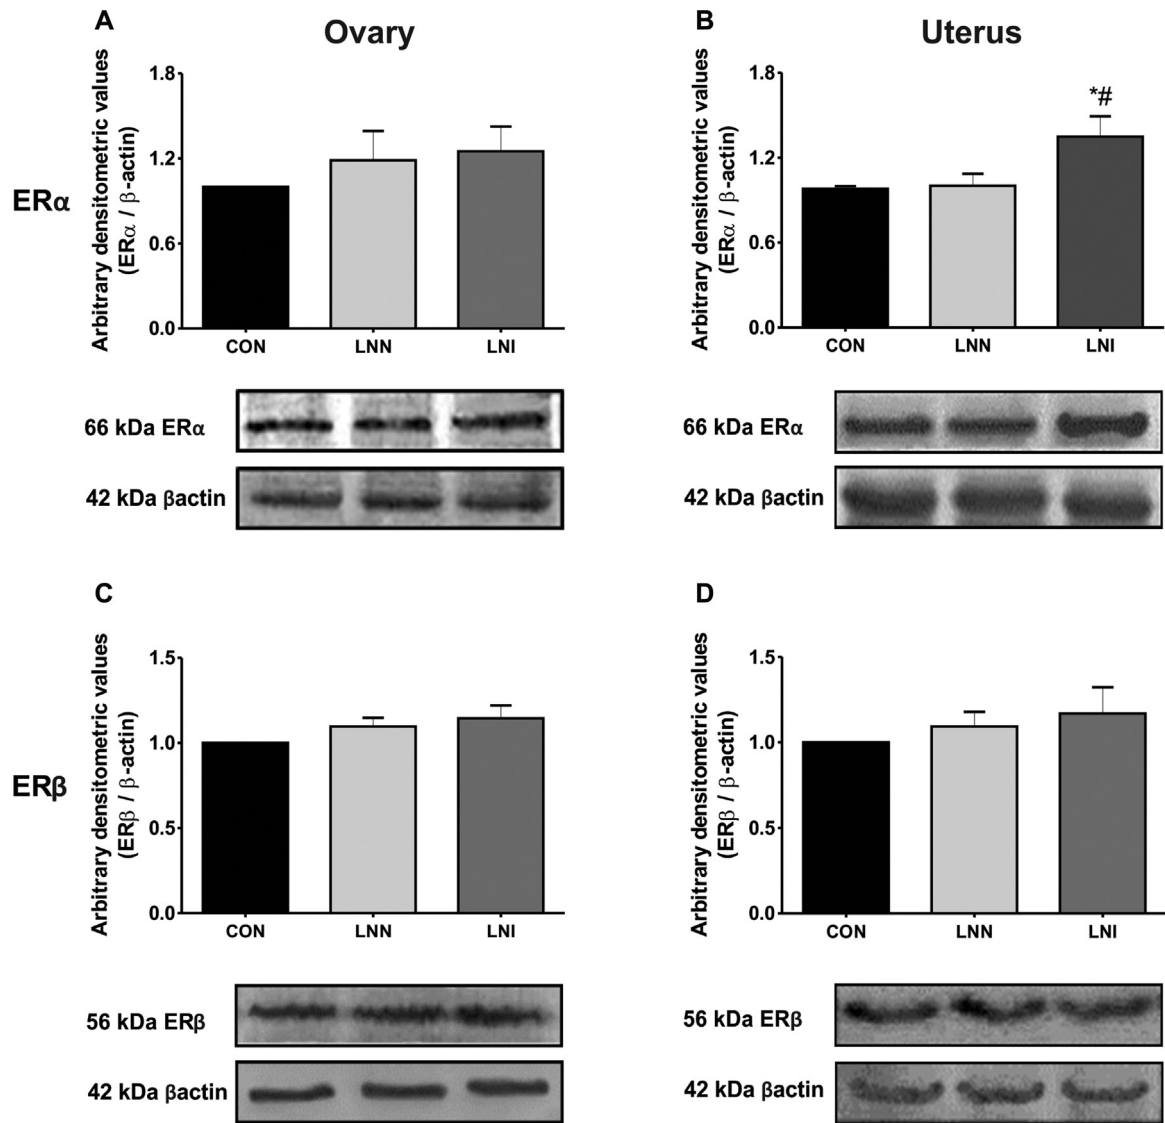 A
Ovary
B
Uterus
ERα
Arbitrary densitometric values
(ERα / β-actin)
1.8
1.2
0.6
0.0
CON
LNN
LNI
Arbitrary densitometric values
(ERα / β-actin)
1.8
1.2
0.6
0.0
*#
CON
LNN
LNI
66 kDa ERα
42 kDa βactin
66 kDa ERα
42 kDa βactin
C
D
ERβ
Arbitrary densitometric values
(ERβ / β-actin)
1.5
1.0
0.5
0.0
CON
LNN
LNI
Arbitrary densitometric values
(ERβ / β-actin)
1.5
1.0
0.5
0.0
CON
LNN
LNI
56 kDa ERβ
42 kDa βactin
56 kDa ERβ
42 kDa βactin